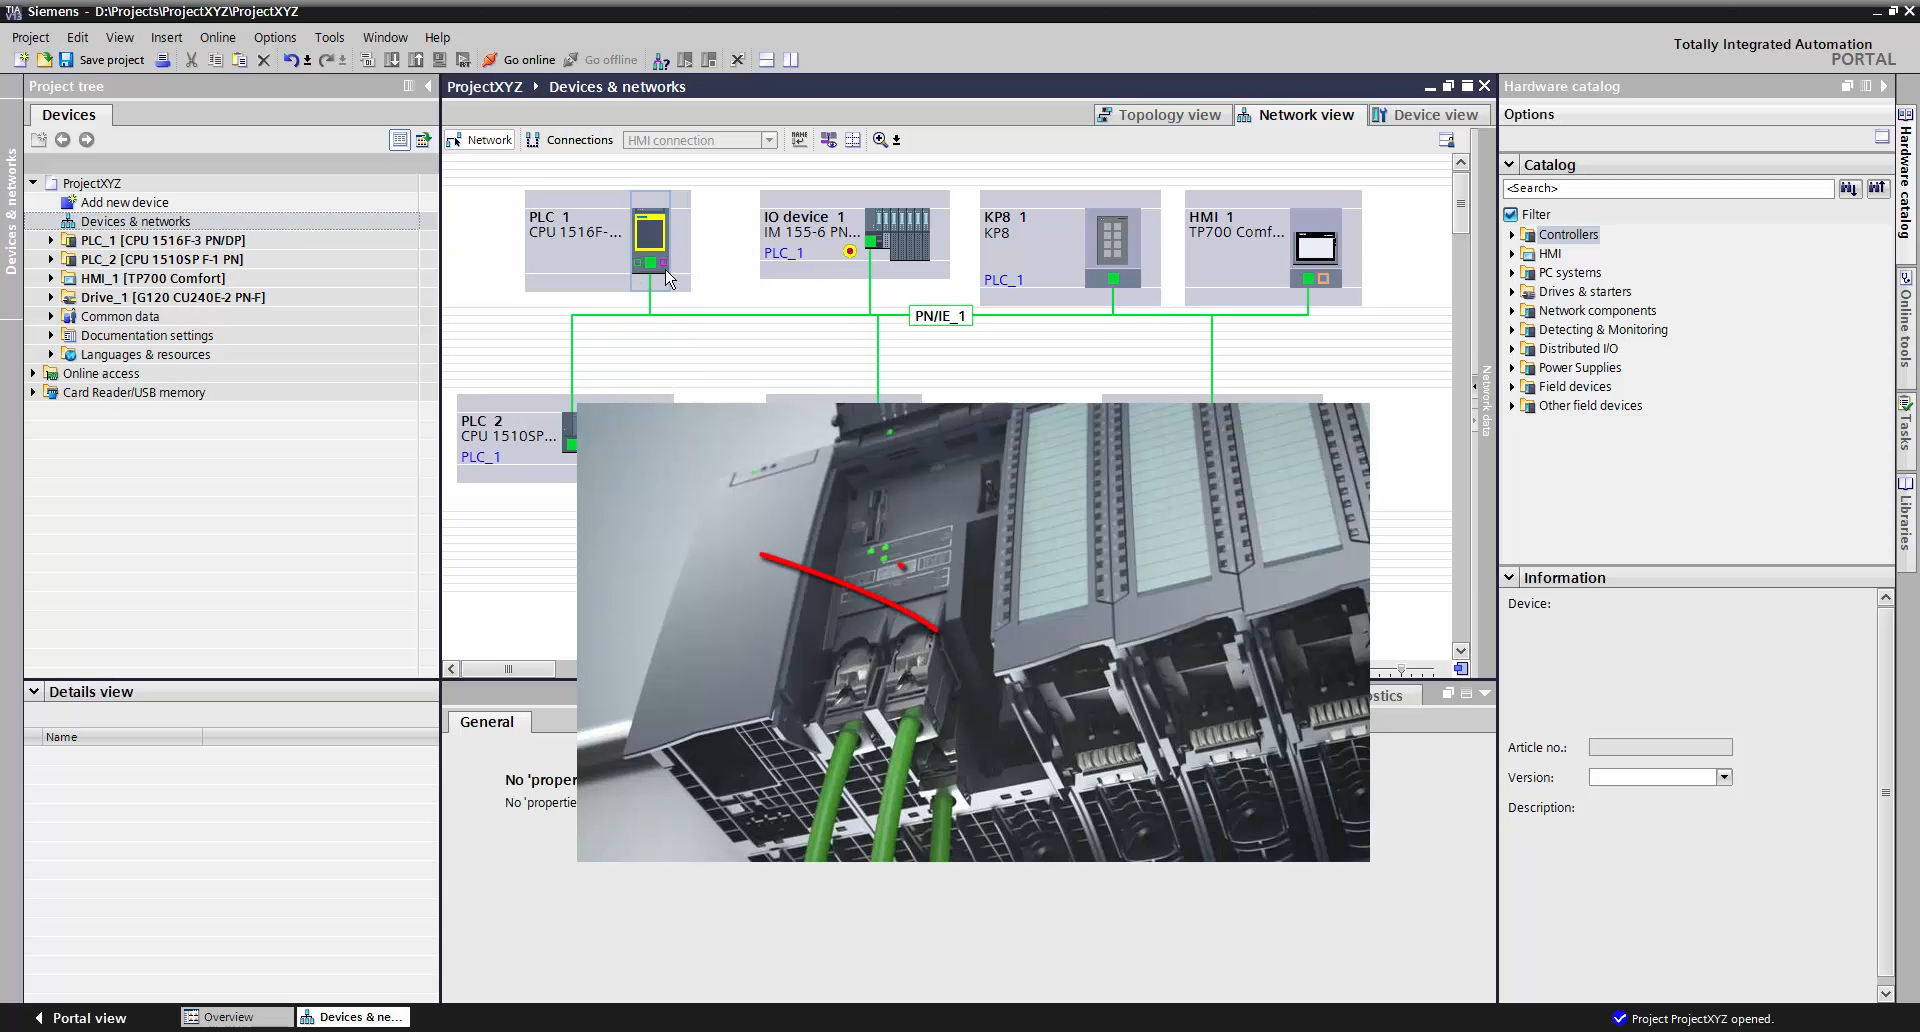 TIA
V13
Siemens - D:\Projects\ProjectXYZ\ProjectXYZ
Project Edit View Insert Online Options Tools Window Help
Totally Integrated Automation
PORTAL
Save project
Go online
Go offline
Project tree
Devices
Devices & networks
ProjectXYZ
Add new device
Devices & networks
PLC_1 [CPU 1516F-3 PN/DP]
PLC_2 [CPU 1510SP F-1 PN]
HMI_1 [TP700 Comfort]
Drive_1 [G120 CU240E-2 PN-F]
Common data
Documentation settings
Languages & resources
Online access
Card Reader/USB memory
Details view
Name
ProjectXYZ
Devices & networks
Topology view
Network view
Device view
Network
Connections
HMI connection
PLC_1
CPU 1516F-...
IO device_1
IM 155-6 PN...
PLC_1
KP8_1
KP8
PLC_1
HMI_1
TP700 Comf...
PN/IE_1
PLC_2
CPU 1510SP...
PLC_1
Network data
stics
General
No 'proper
No 'propertie
Hardware catalog
Options
Catalog
<Search>
Filter
Controllers
HMI
PC systems
Drives & starters
Network components
Detecting & Monitoring
Distributed I/O
Power Supplies
Field devices
Other field devices
Information
Device:
Article no.:
Version:
Description:
Hardware catalog
Online tools
Tasks
Libraries
Portal view
Overview
Devices & ne...
Project ProjectXYZ opened.